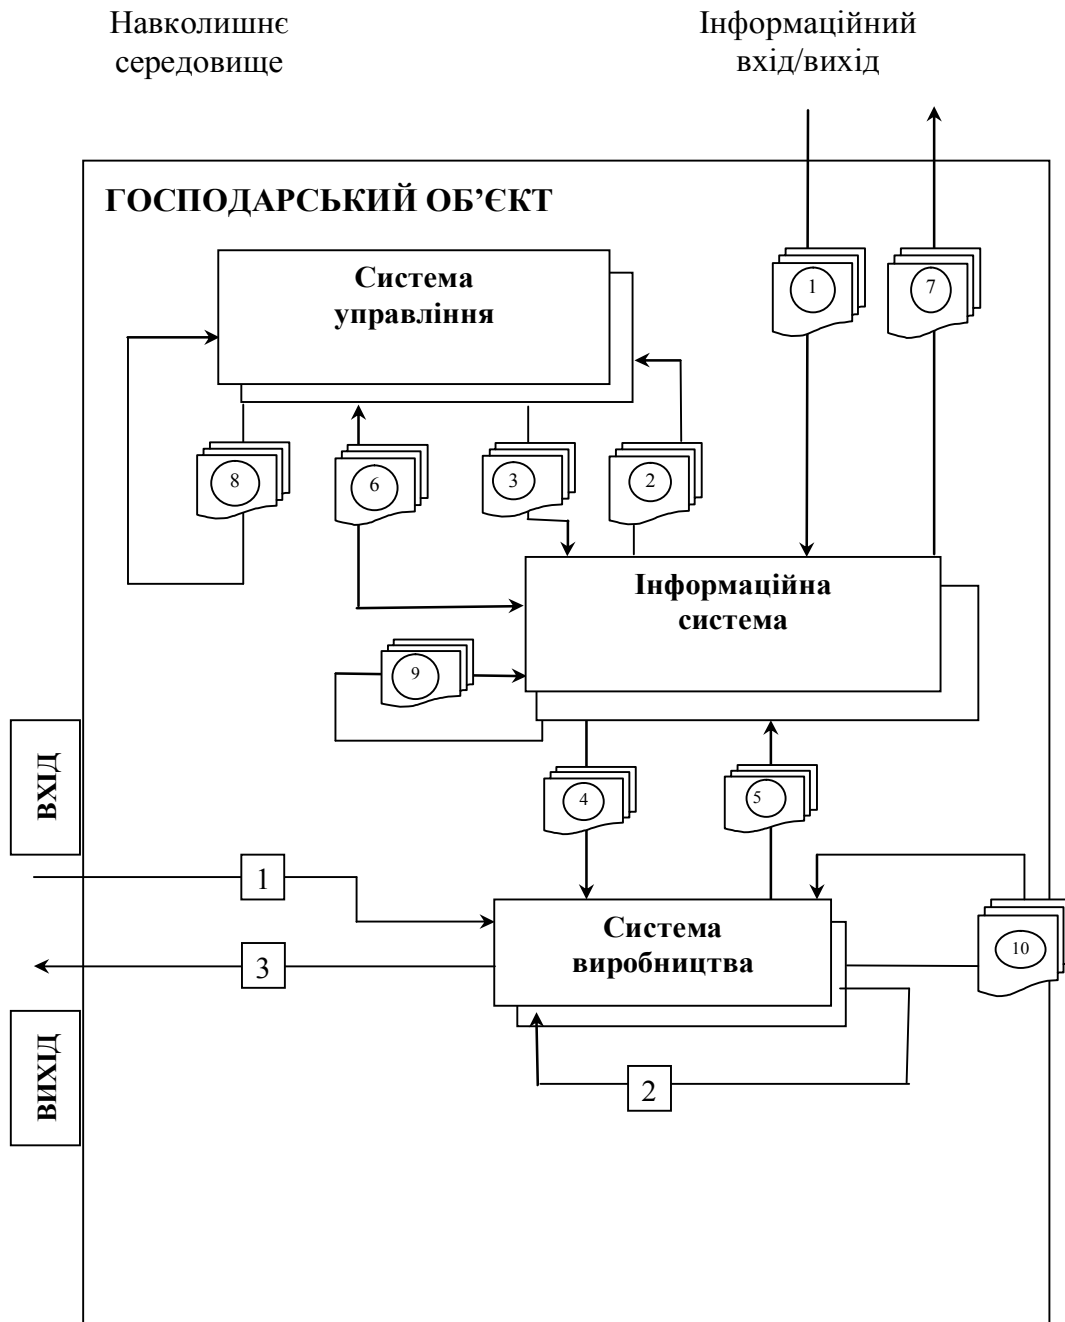 Навколишнє
середовище
Інформаційний
вхід/вихід
ГОСПОДАРСЬКИЙ ОБ’ЄКТ
Система
управління
1
7
8
6
3
2
Інформаційна
система
9
ВХІД
4
5
1
Система
виробництва
10
3
ВИХІД
2